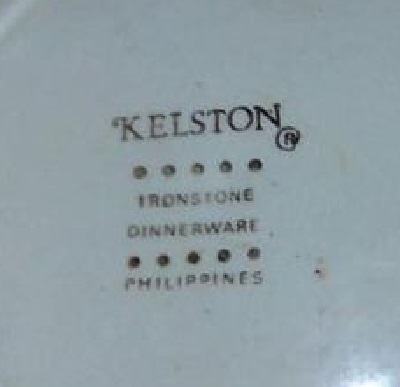 KELSTON ®
• • • • •
IRONSTONE
DINNERWARE
• • • • •
PHILIPPINES